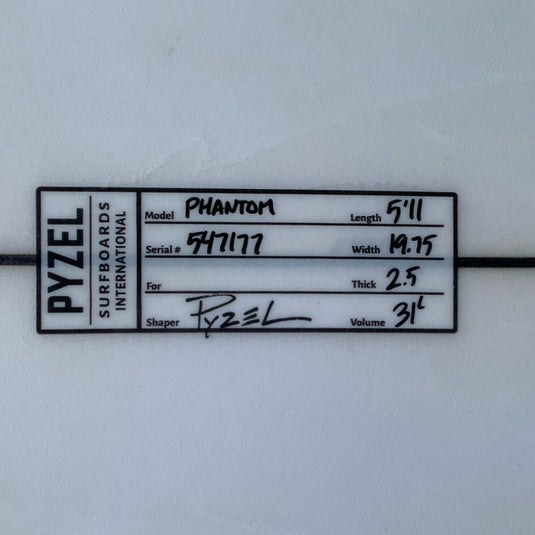 PYZEL
SURFBOARDS
INTERNATIONAL
Model PHANTOM Length 5'11
Serial # 547177 Width 19.75
For Thick 2.5
Shaper PYZEL Volume 31L